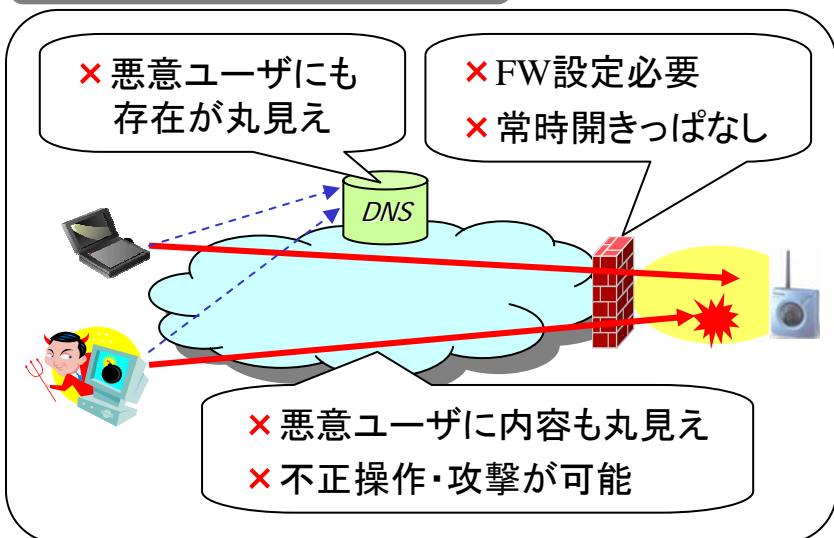 ×悪意ユーザにも
存在が丸見え
×FW設定必要
×常時開きっぱなし
DNS
×悪意ユーザに内容も丸見え
×不正操作・攻撃が可能